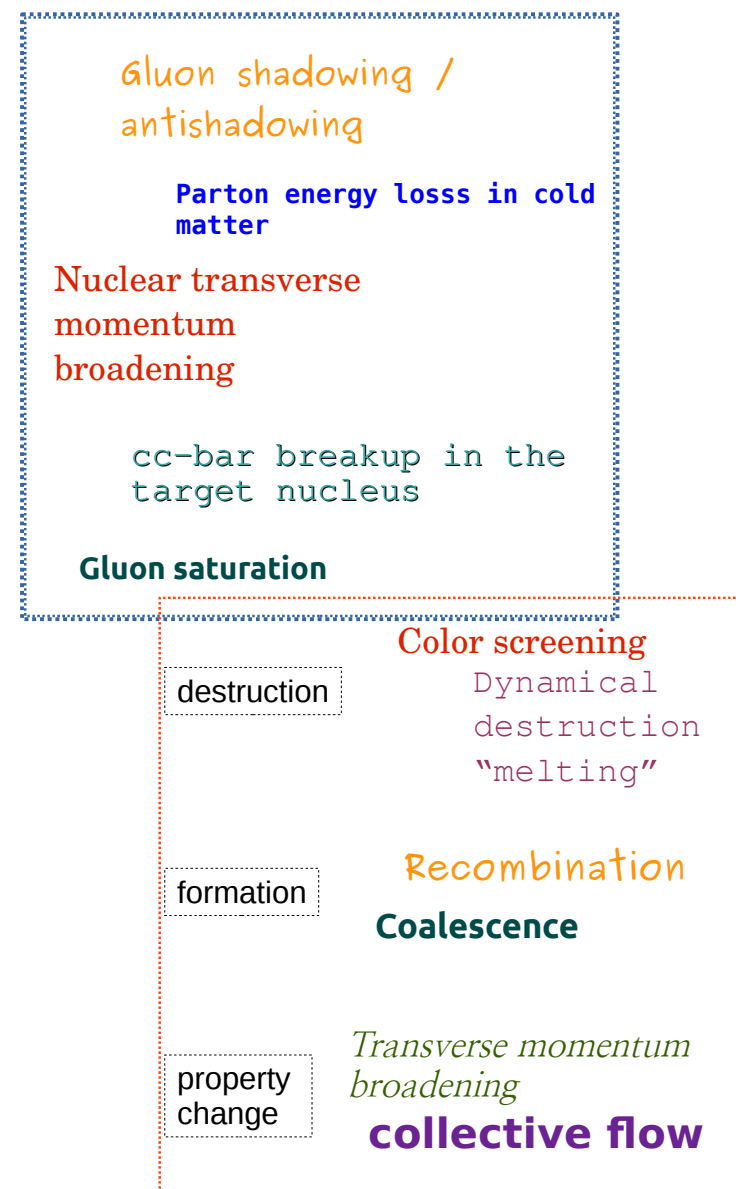 Gluon shadowing /
antishadowing
Parton energy losss in cold
matter
Nuclear transverse
momentum
broadening
cc-bar breakup in the
target nucleus
Gluon saturation
Color screening
destruction
Dynamical
destruction
“melting”
formation
Recombination
Coalescence
property
change
Transverse momentum
broadening
collective flow